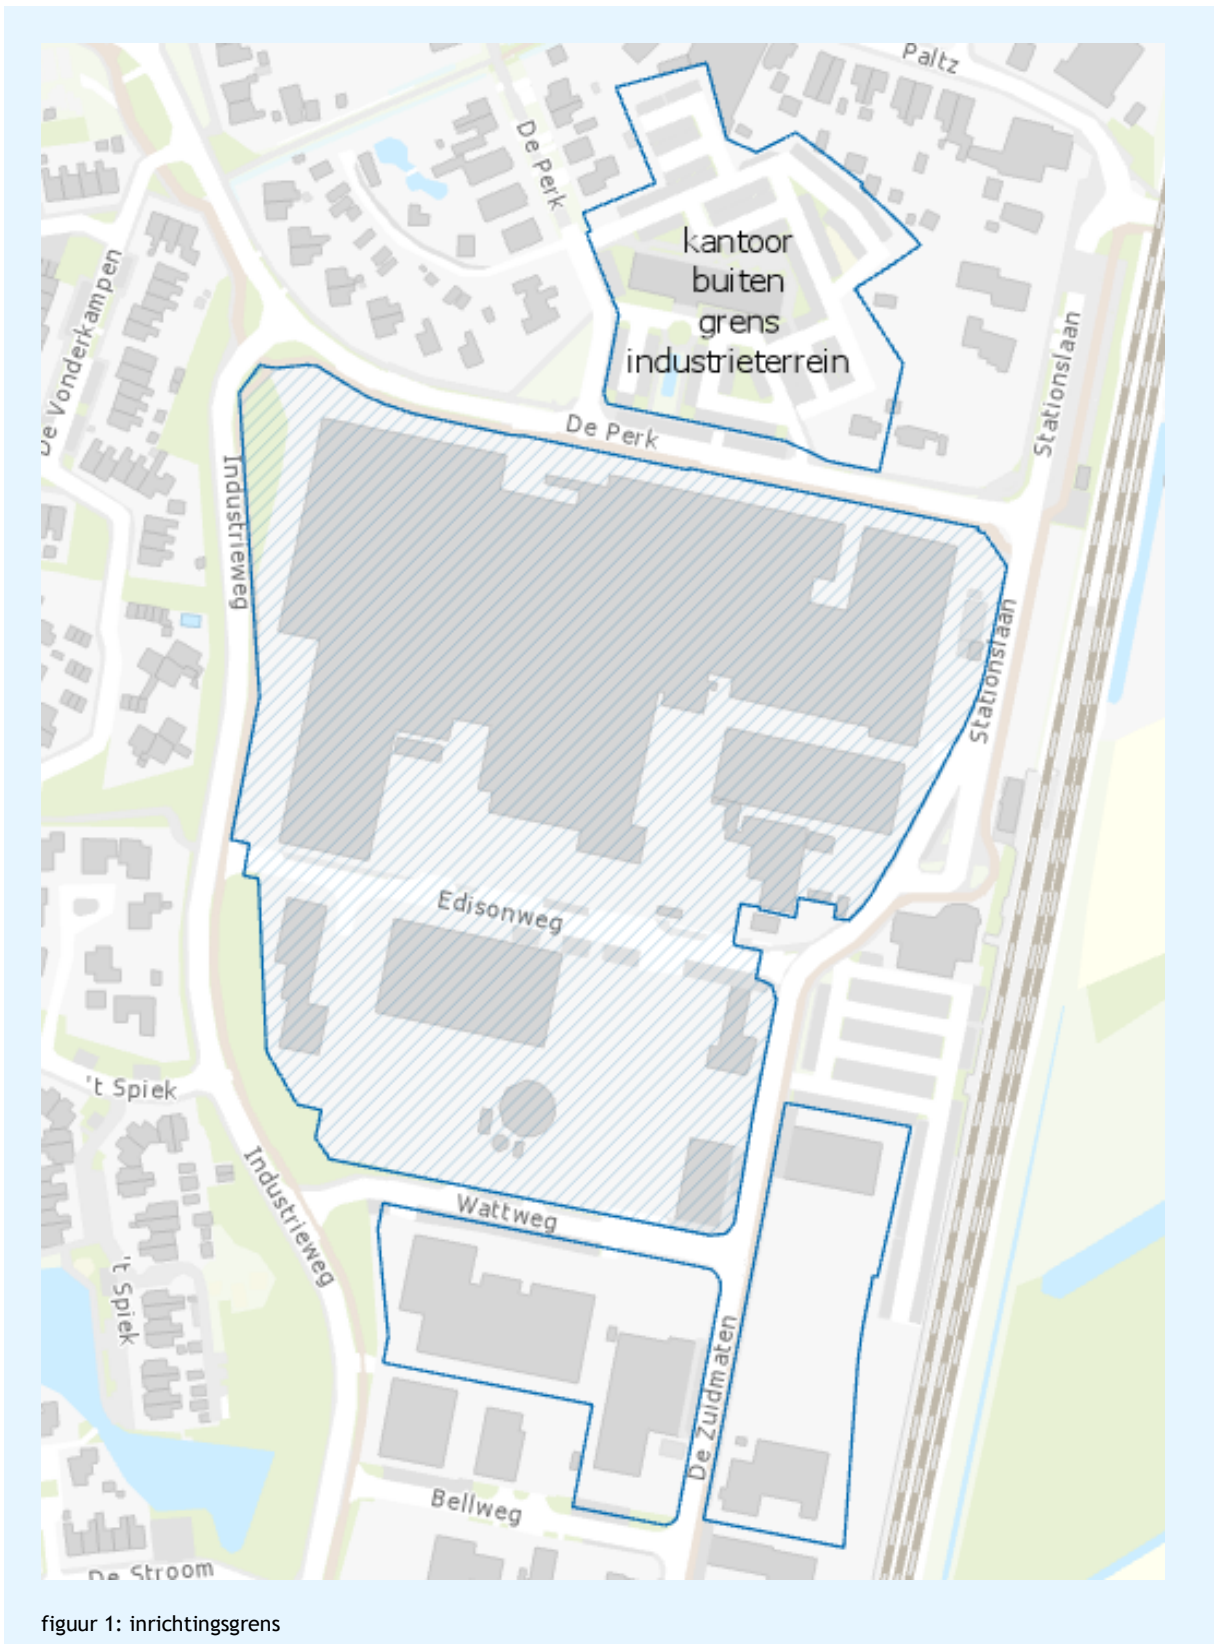 Paltz
De Perk
kantoor
buiten
grens
industrieterrein
De Vonderkampen
Stationslaan
De Perk
Industrieweg
Stationslaan
Edisonweg
't Spiek
Industrieweg
Wattweg
't Spiek
De Zuidmaten
Bellweg
De Stroom
figuur 1: inrichtingsgrens